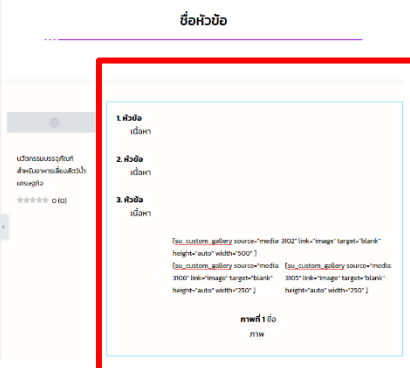 ชื่อหัวข้อ
นวัตกรรมบรรจุภัณฑ์
สำหรับอาหารเลี้ยงสัตว์น้ำ
เศรษฐกิจ
0 (0)
1. หัวข้อ
เนื้อหา
2. หัวข้อ
เนื้อหา
3. หัวข้อ
เนื้อหา
[su_custom_gallery source="media: 3102" link="image" target="blank"
height="auto" width="500" ]
[su_custom_gallery source="media:
3106" link="image" target="blank"
height="auto" width="250" ]
[su_custom_gallery source="media:
3105" link="image" target="blank"
height="auto" width="250" ]
ภาพที่ 1 ชื่อ
ภาพ